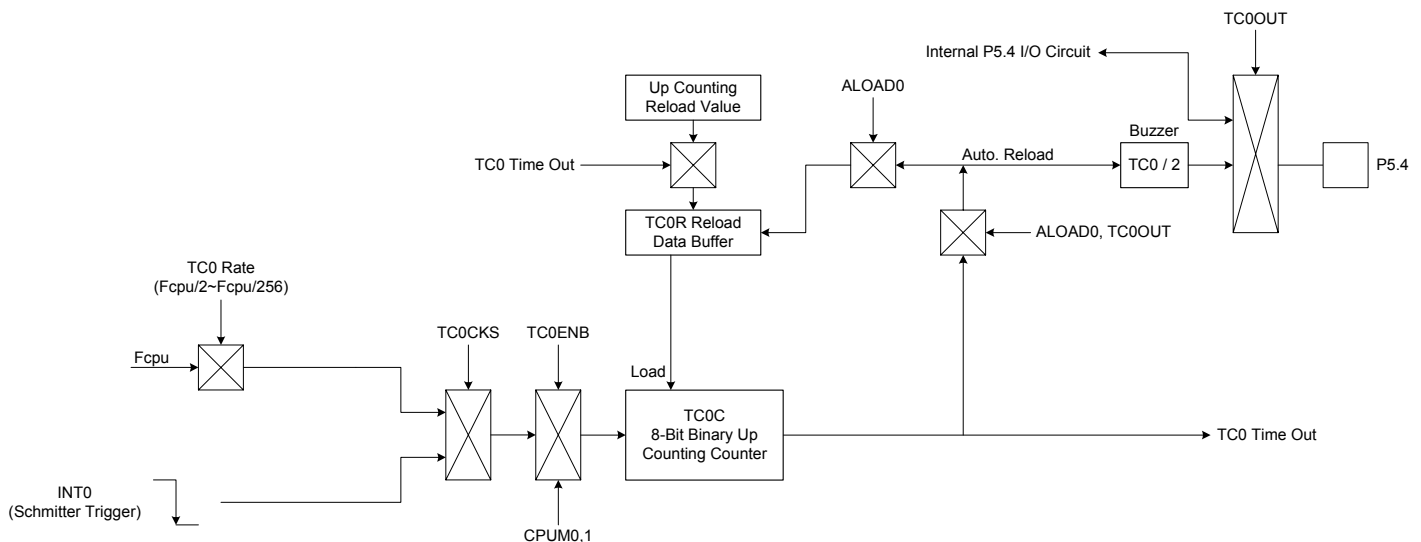 TC0OUT
Internal P5.4 I/O Circuit
Up Counting
Reload Value
ALOAD0
Buzzer
TC0 Time Out
Auto. Reload
TC0 / 2
P5.4
TC0R Reload
Data Buffer
ALOAD0, TC0OUT
TC0 Rate
(Fcpu/2~Fcpu/256)
TC0CKS
TC0ENB
Fcpu
Load
TC0C
8-Bit Binary Up
Counting Counter
TC0 Time Out
INT0
(Schmitter Trigger)
CPUM0,1